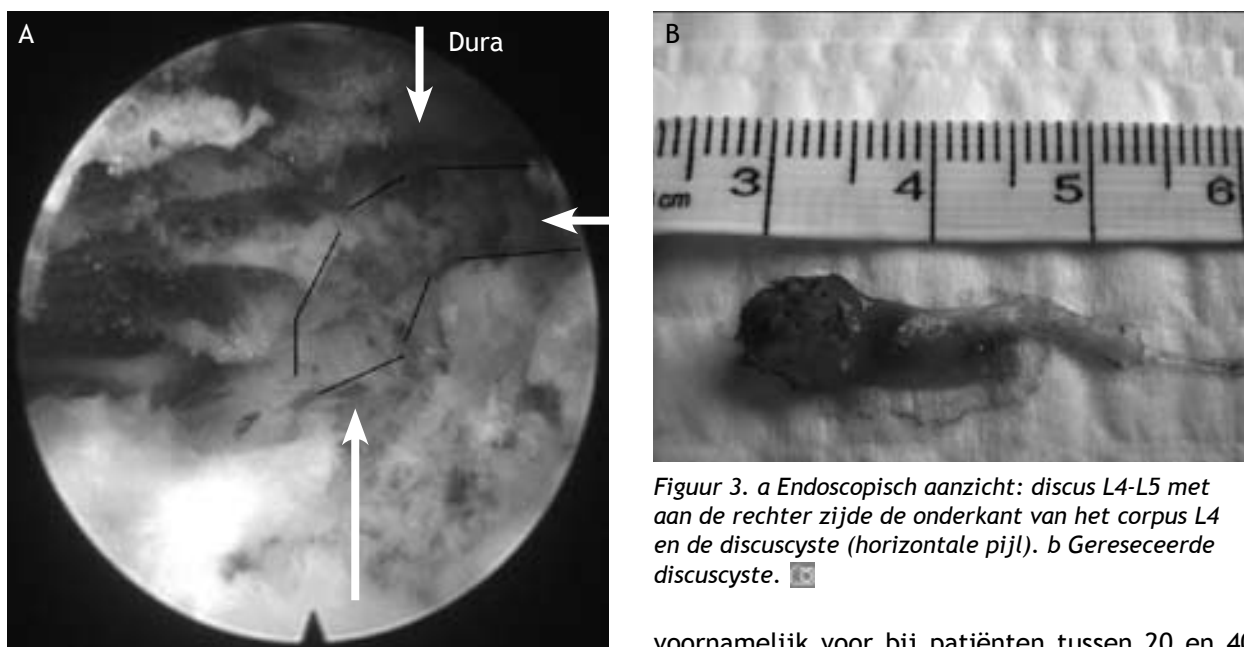 A
Dura
B
cm 3 4 5 6
Figuur 3. a Endoscopisch aanzicht: discus L4-L5 met
aan de rechter zijde de onderkant van het corpus L4
en de discuscyste (horizontale pijl). b Gereseceerde
discuscyste.
voornamelijk voor bij patiënten tussen 20 en 40